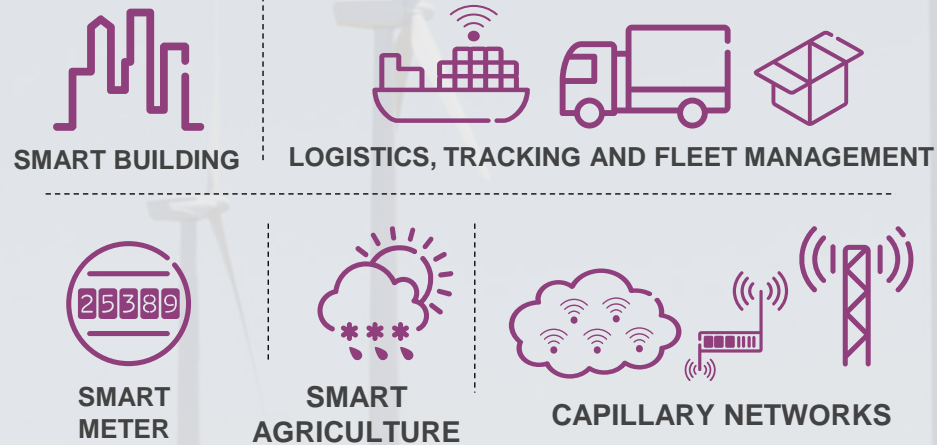 SMART BUILDING
LOGISTICS, TRACKING AND FLEET MANAGEMENT
25389
SMART
METER
SMART
AGRICULTURE
CAPILLARY NETWORKS